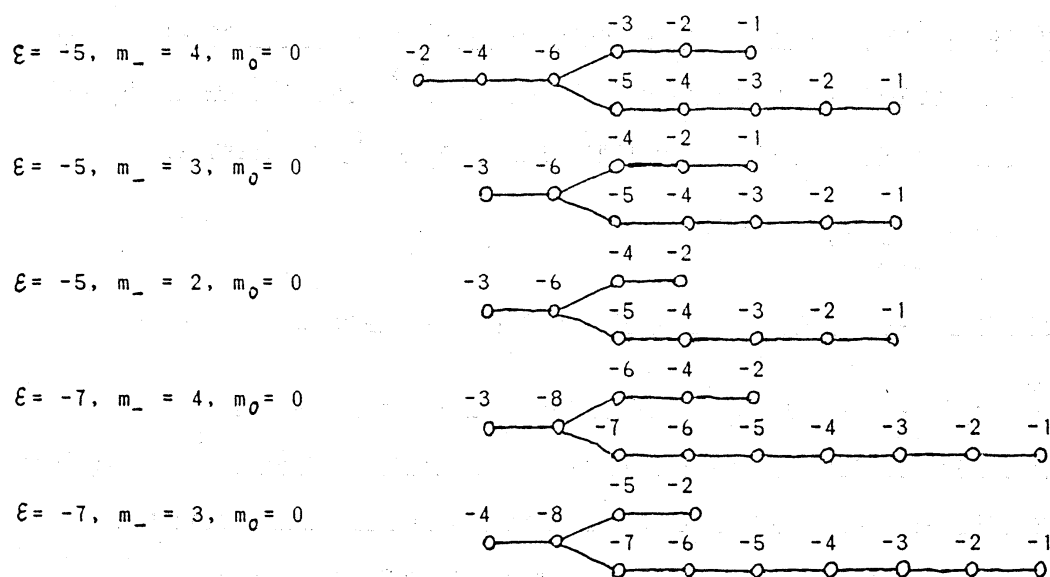 -3 -2 -1
ε= -5, m_ = 4, m₀= 0 -2 -4 -6
-5 -4 -3 -2 -1
-4 -2 -1
ε= -5, m_ = 3, m₀= 0 -3 -6
-5 -4 -3 -2 -1
-4 -2
ε= -5, m_ = 2, m₀= 0 -3 -6
-5 -4 -3 -2 -1
-6 -4 -2
ε= -7, m_ = 4, m₀= 0 -3 -8
-7 -6 -5 -4 -3 -2 -1
-5 -2
ε= -7, m_ = 3, m₀= 0 -4 -8
-7 -6 -5 -4 -3 -2 -1